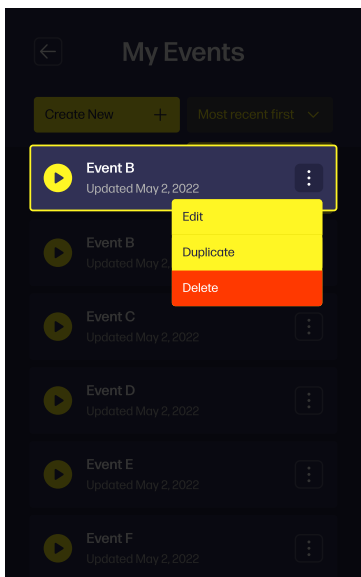 My Events
Create New
Most recent first
Event B
Updated May 2, 2022
Edit
Event B
Duplicate
Updated May 2,
Delete
Event C
Updated May 2, 2022
Event D
Updated May 2, 2022
Event E
Updated May 2, 2022
Event F
Updated May 2, 2022